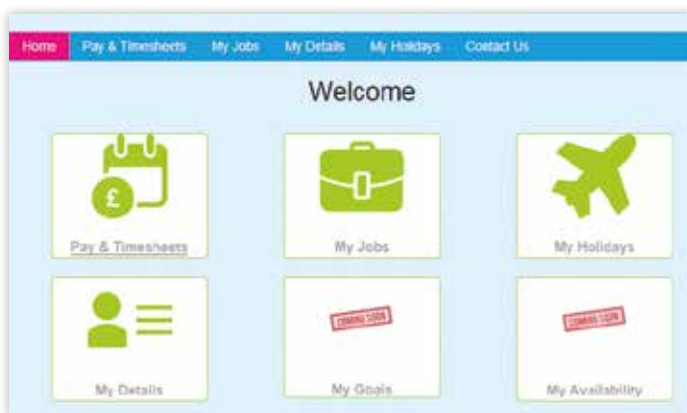 Home Pay & Timesheets My Jobs My Details My Holidays Contact Us
Welcome
£
Pay & Timesheets My Jobs My Holidays
COMING SOON COMING SOON
My Details My Goals My Availability